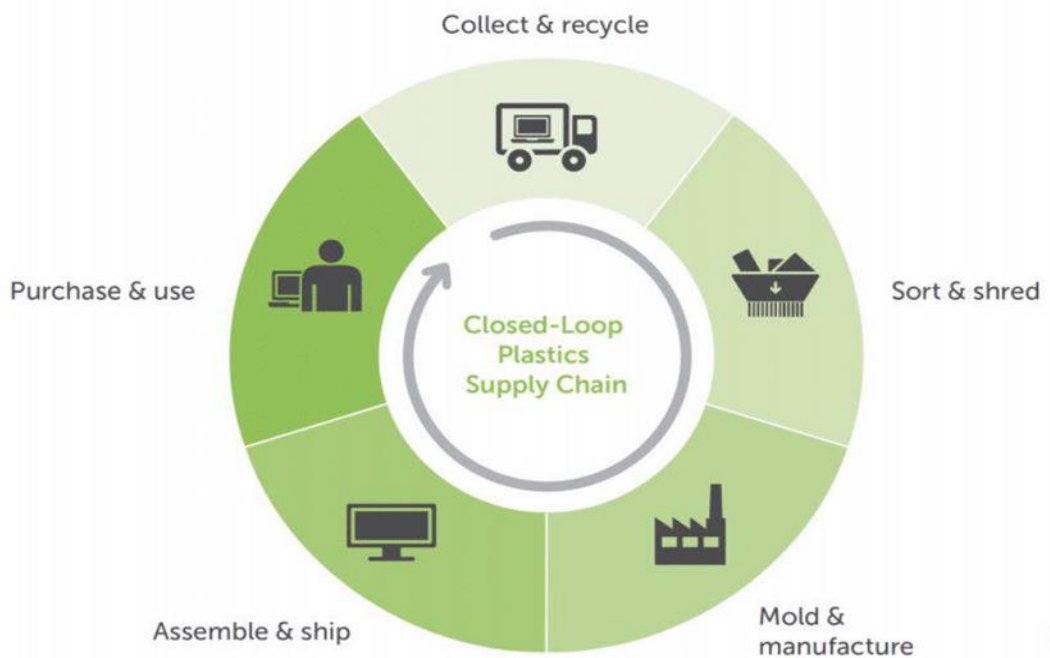 Collect & recycle
Purchase & use
Sort & shred
Closed-Loop
Plastics
Supply Chain
Assemble & ship
Mold &
manufacture